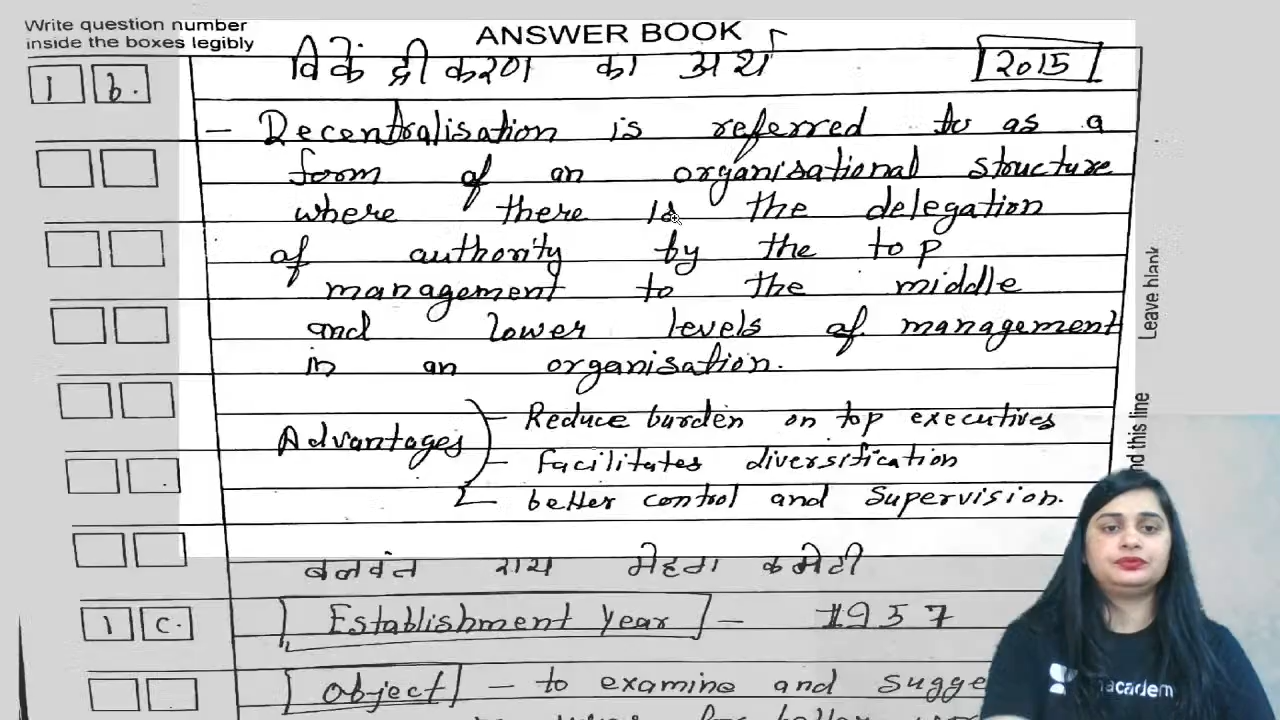 Write question number
inside the boxes legibly
ANSWER BOOK
विकेंद्रीकरण का अर्थ
2015
1 b.
- Decentralisation is referred to as a
form of an organisational structure
where there is the delegation
of authority by the top
management to the middle
and lower levels of management
in an organisation.
Advantages
- Reduce burden on top executives
- facilitates diversification
- better control and supervision.
Leave blank
nd this line
बलवंत राय मेहता कमेटी
1 c.
Establishment Year - 1957
Object - to examine and sugge
nacadem